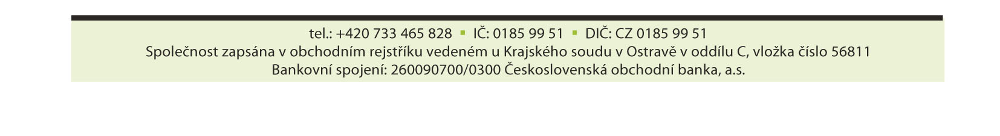 tel.: +420 733 465 828 ▪ IČ: 0185 99 51 ▪ DIČ: CZ 0185 99 51
Společnost zapsána v obchodním rejstříku vedeném u Krajského soudu v Ostravě v oddílu C, vložka číslo 56811
Bankovní spojení: 260090700/0300 Československá obchodní banka, a.s.